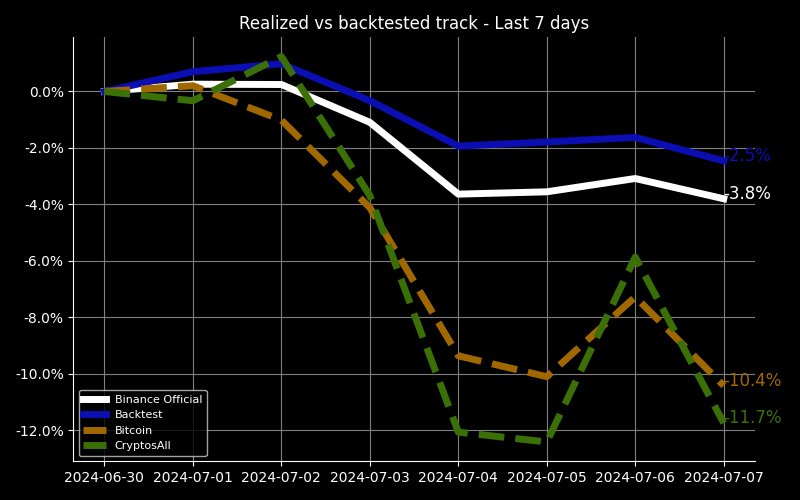 Realized vs backtested track - Last 7 days
0.0%
-2.0%
-4.0%
-6.0%
-8.0%
-10.0%
-12.0%
-2.5%
-3.8%
-10.4%
-11.7%
Binance Official
Backtest
Bitcoin
CryptosAll
2024-06-30 2024-07-01 2024-07-02 2024-07-03 2024-07-04 2024-07-05 2024-07-06 2024-07-07